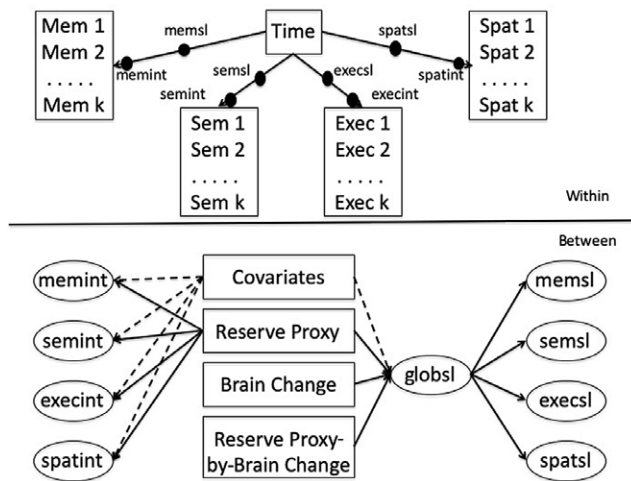 Mem 1
Mem 2
. . . . .
Mem k
memsl
memint
Time
spatsl
spatint
Spat 1
Spat 2
. . . . .
Spat k
semsl
semint
execsl
execint
Sem 1
Sem 2
. . . . .
Sem k
Exec 1
Exec 2
. . . . .
Exec k
Within
Between
memint
semint
execint
spatint
Covariates
Reserve Proxy
Brain Change
Reserve Proxy-
by-Brain Change
globsl
memsl
semsl
execsl
spatsl